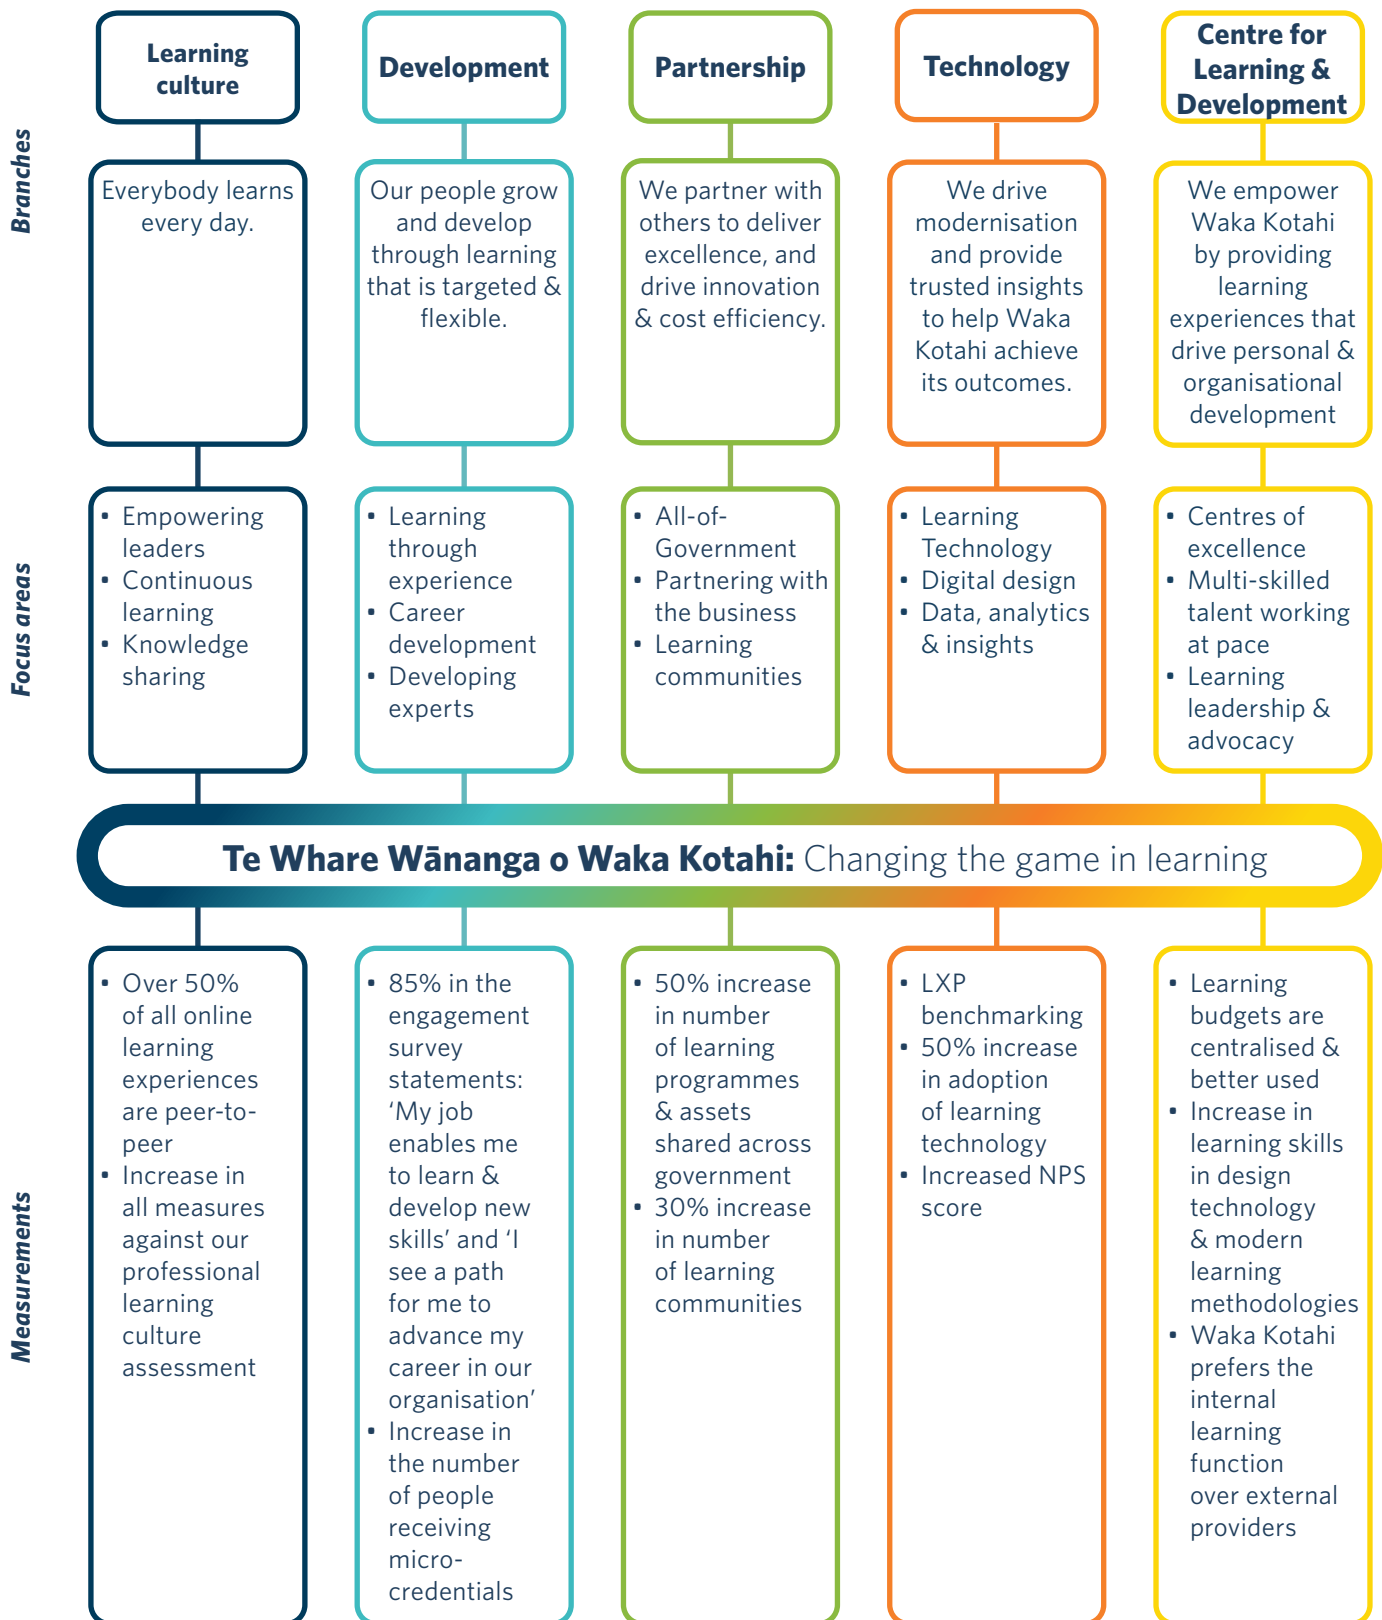 Learning
culture
Development
Partnership
Technology
Centre for
Learning &
Development
Branches
Everybody learns
every day.
Our people grow
and develop
through learning
that is targeted &
flexible.
We partner with
others to deliver
excellence, and
drive innovation
& cost efficiency.
We drive
modernisation
and provide
trusted insights
to help Waka
Kotahi achieve
its outcomes.
We empower
Waka Kotahi
by providing
learning
experiences that
drive personal &
organisational
development
Focus areas
• Empowering
leaders
• Continuous
learning
• Knowledge
sharing
• Learning
through
experience
• Career
development
• Developing
experts
• All-of-
Government
• Partnering with
the business
• Learning
communities
• Learning
Technology
• Digital design
• Data, analytics
& insights
• Centres of
excellence
• Multi-skilled
talent working
at pace
• Learning
leadership &
advocacy
Te Whare Wānanga o Waka Kotahi: Changing the game in learning
Measurements
• Over 50%
of all online
learning
experiences
are peer-to-
peer
• Increase in
all measures
against our
professional
learning
culture
assessment
• 85% in the
engagement
survey
statements:
‘My job
enables me
to learn &
develop new
skills’ and ‘I
see a path
for me to
advance my
career in our
organisation’
• Increase in
the number
of people
receiving
micro-
credentials
• 50% increase
in number
of learning
programmes
& assets
shared across
government
• 30% increase
in number
of learning
communities
• LXP
benchmarking
• 50% increase
in adoption
of learning
technology
• Increased NPS
score
• Learning
budgets are
centralised &
better used
• Increase in
learning skills
in design
technology
& modern
learning
methodologies
• Waka Kotahi
prefers the
internal
learning
function
over external
providers